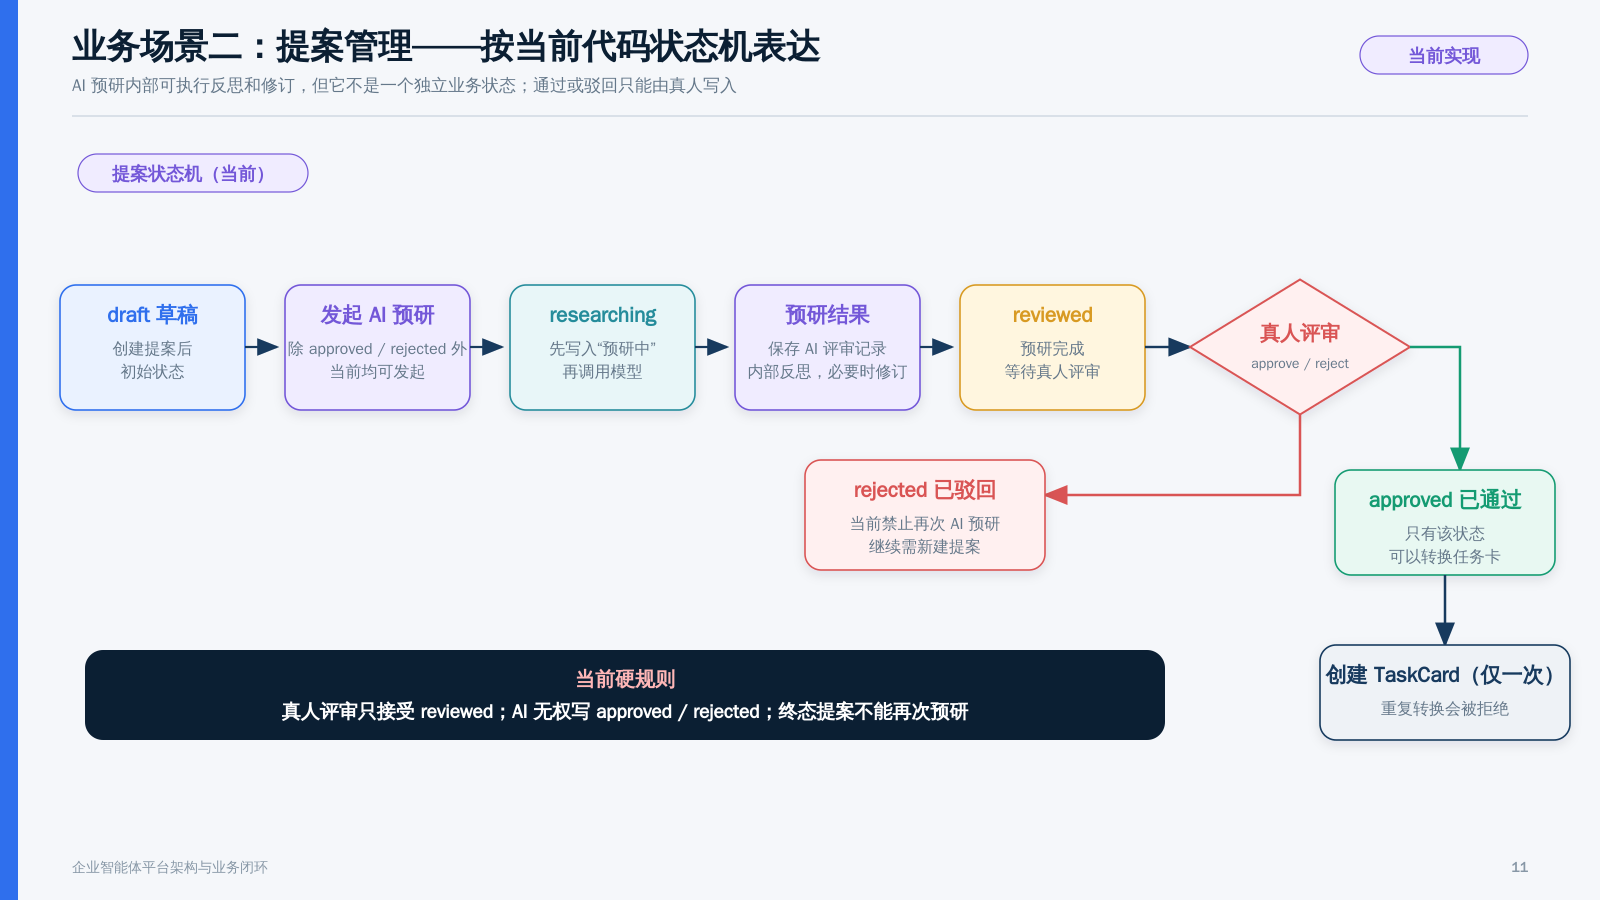 业务场景二：提案管理——按当前代码状态机表达
当前实现
AI 预研内部可执行反思和修订，但它不是一个独立业务状态；通过或驳回只能由真人写入
提案状态机（当前）
draft 草稿
创建提案后
初始状态
发起 AI 预研
除 approved / rejected 外
当前均可发起
researching
先写入“预研中”
再调用模型
预研结果
保存 AI 评审记录
内部反思，必要时修订
reviewed
预研完成
等待真人评审
真人评审
approve / reject
rejected 已驳回
当前禁止再次 AI 预研
继续需新建提案
approved 已通过
只有该状态
可以转换任务卡
创建 TaskCard（仅一次）
重复转换会被拒绝
当前硬规则
真人评审只接受 reviewed；AI 无权写 approved / rejected；终态提案不能再次预研
企业智能体平台架构与业务闭环
11